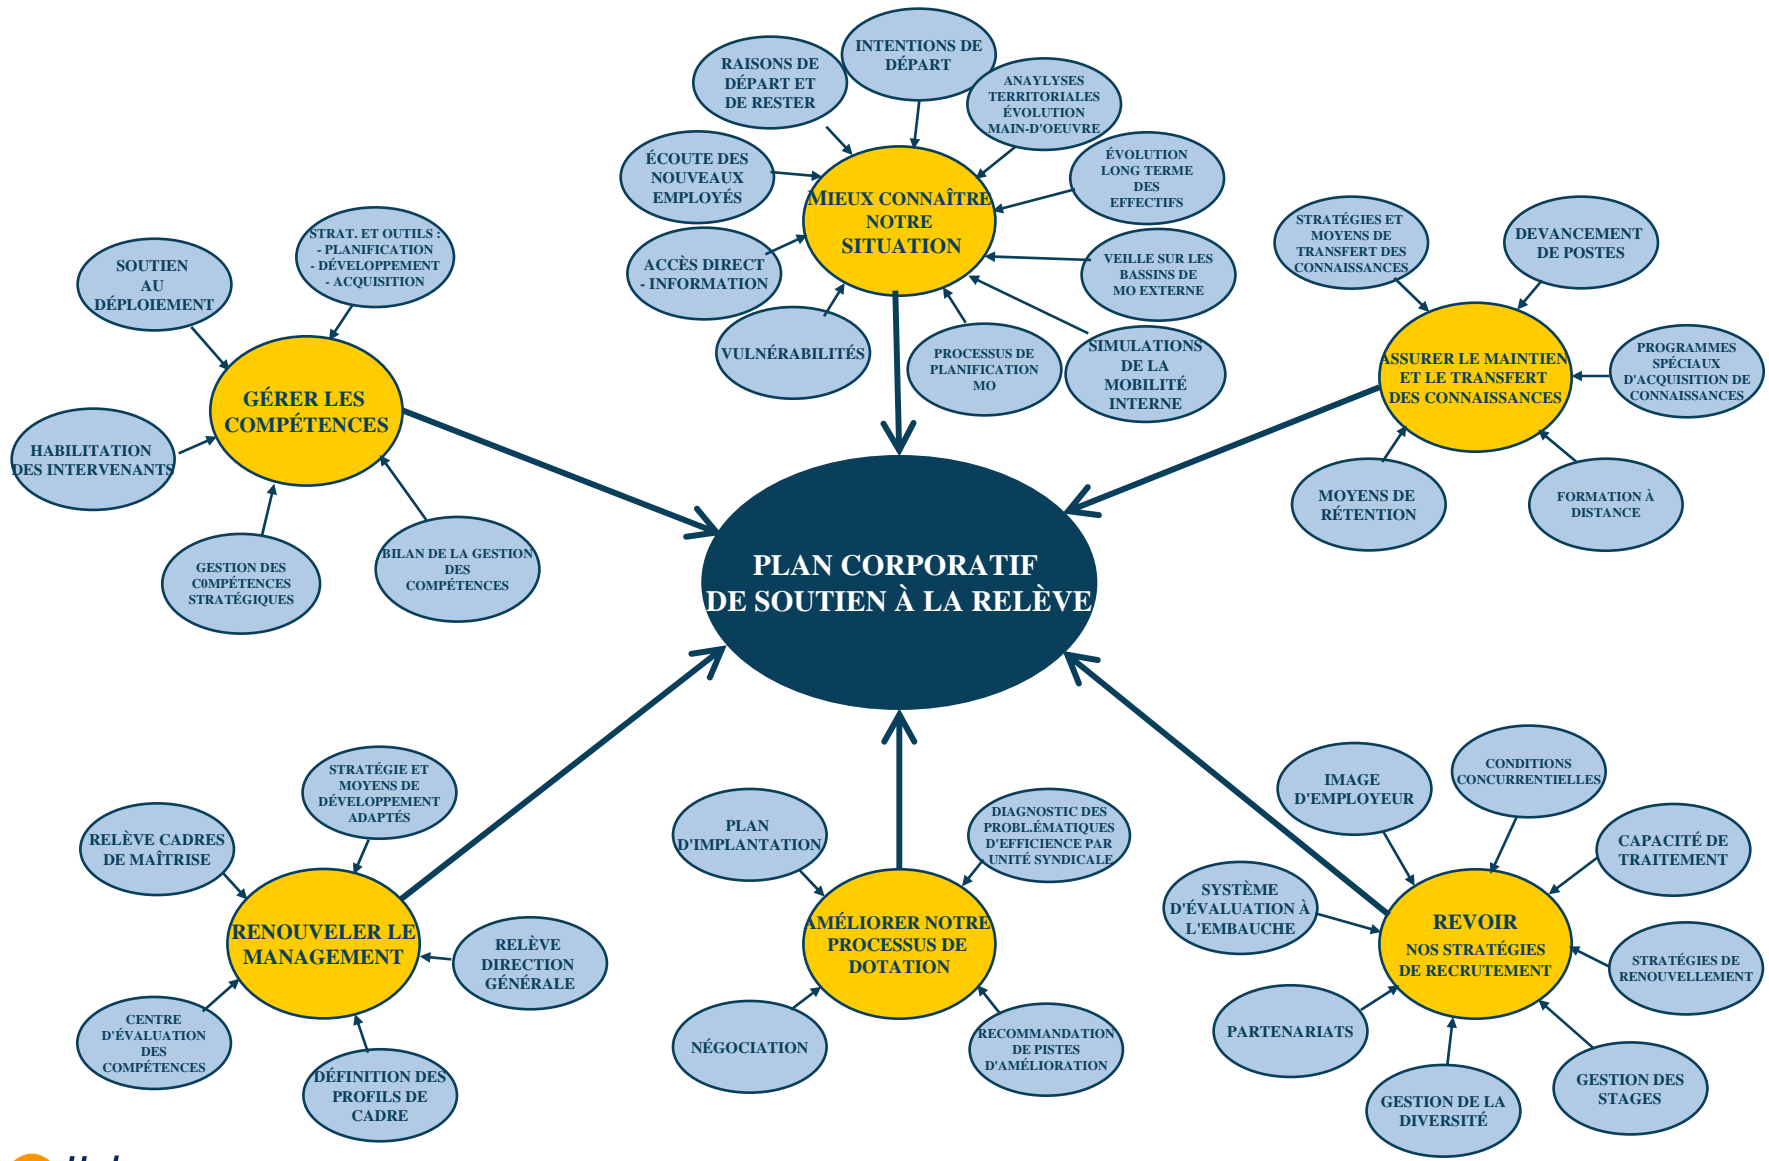 INTENTIONS DE
DÉPART
RAISONS DE
DÉPART ET
DE RESTER
ANAYLYSES
TERRITORIALES
ÉVOLUTION
MAIN-D'OEUVRE
ÉCOUTE DES
NOUVEAUX
EMPLOYÉS
ÉVOLUTION
LONG TERME
DES
EFFECTIFS
MIEUX CONNAÎTRE
NOTRE
SITUATION
ACCÈS DIRECT
- INFORMATION
VEILLE SUR LES
BASSINS DE
MO EXTERNE
VULNÉRABILITÉS
PROCESSUS DE
PLANIFICATION
MO
SIMULATIONS
DE LA
MOBILITÉ
INTERNE
STRAT. ET OUTILS :
- PLANIFICATION
- DÉVELOPPEMENT
- ACQUISITION
SOUTIEN
AU
DÉPLOIEMENT
GÉRER LES
COMPÉTENCES
HABILITATION
DES INTERVENANTS
GESTION DES
C0MPÉTENCES
STRATÉGIQUES
BILAN DE LA GESTION
DES
COMPÉTENCES
STRATÉGIES ET
MOYENS DE
TRANSFERT DES
CONNAISSANCES
DEVANCEMENT
DE POSTES
ASSURER LE MAINTIEN
ET LE TRANSFERT
DES CONNAISSANCES
PROGRAMMES
SPÉCIAUX
D'ACQUISITION DE
CONNAISSANCES
MOYENS DE
RÉTENTION
FORMATION À
DISTANCE
PLAN CORPORATIF
DE SOUTIEN À LA RELÈVE
STRATÉGIE ET
MOYENS DE
DÉVELOPPEMENT
ADAPTÉS
RELÈVE CADRES
DE MAÎTRISE
RENOUVELER LE
MANAGEMENT
RELÈVE
DIRECTION
GÉNÉRALE
CENTRE
D'ÉVALUATION
DES
COMPÉTENCES
DÉFINITION DES
PROFILS DE
CADRE
PLAN
D'IMPLANTATION
DIAGNOSTIC DES
PROBL.ÉMATIQUES
D'EFFICIENCE PAR
UNITÉ SYNDICALE
AMÉLIORER NOTRE
PROCESSUS DE
DOTATION
NÉGOCIATION
RECOMMANDATION
DE PISTES
D'AMÉLIORATION
IMAGE
D'EMPLOYEUR
CONDITIONS
CONCURRENTIELLES
CAPACITÉ DE
TRAITEMENT
SYSTÈME
D'ÉVALUATION À
L'EMBAUCHE
REVOIR
NOS STRATÉGIES
DE RECRUTEMENT
STRATÉGIES DE
RENOUVELLEMENT
PARTENARIATS
GESTION DE LA
DIVERSITÉ
GESTION DES
STAGES